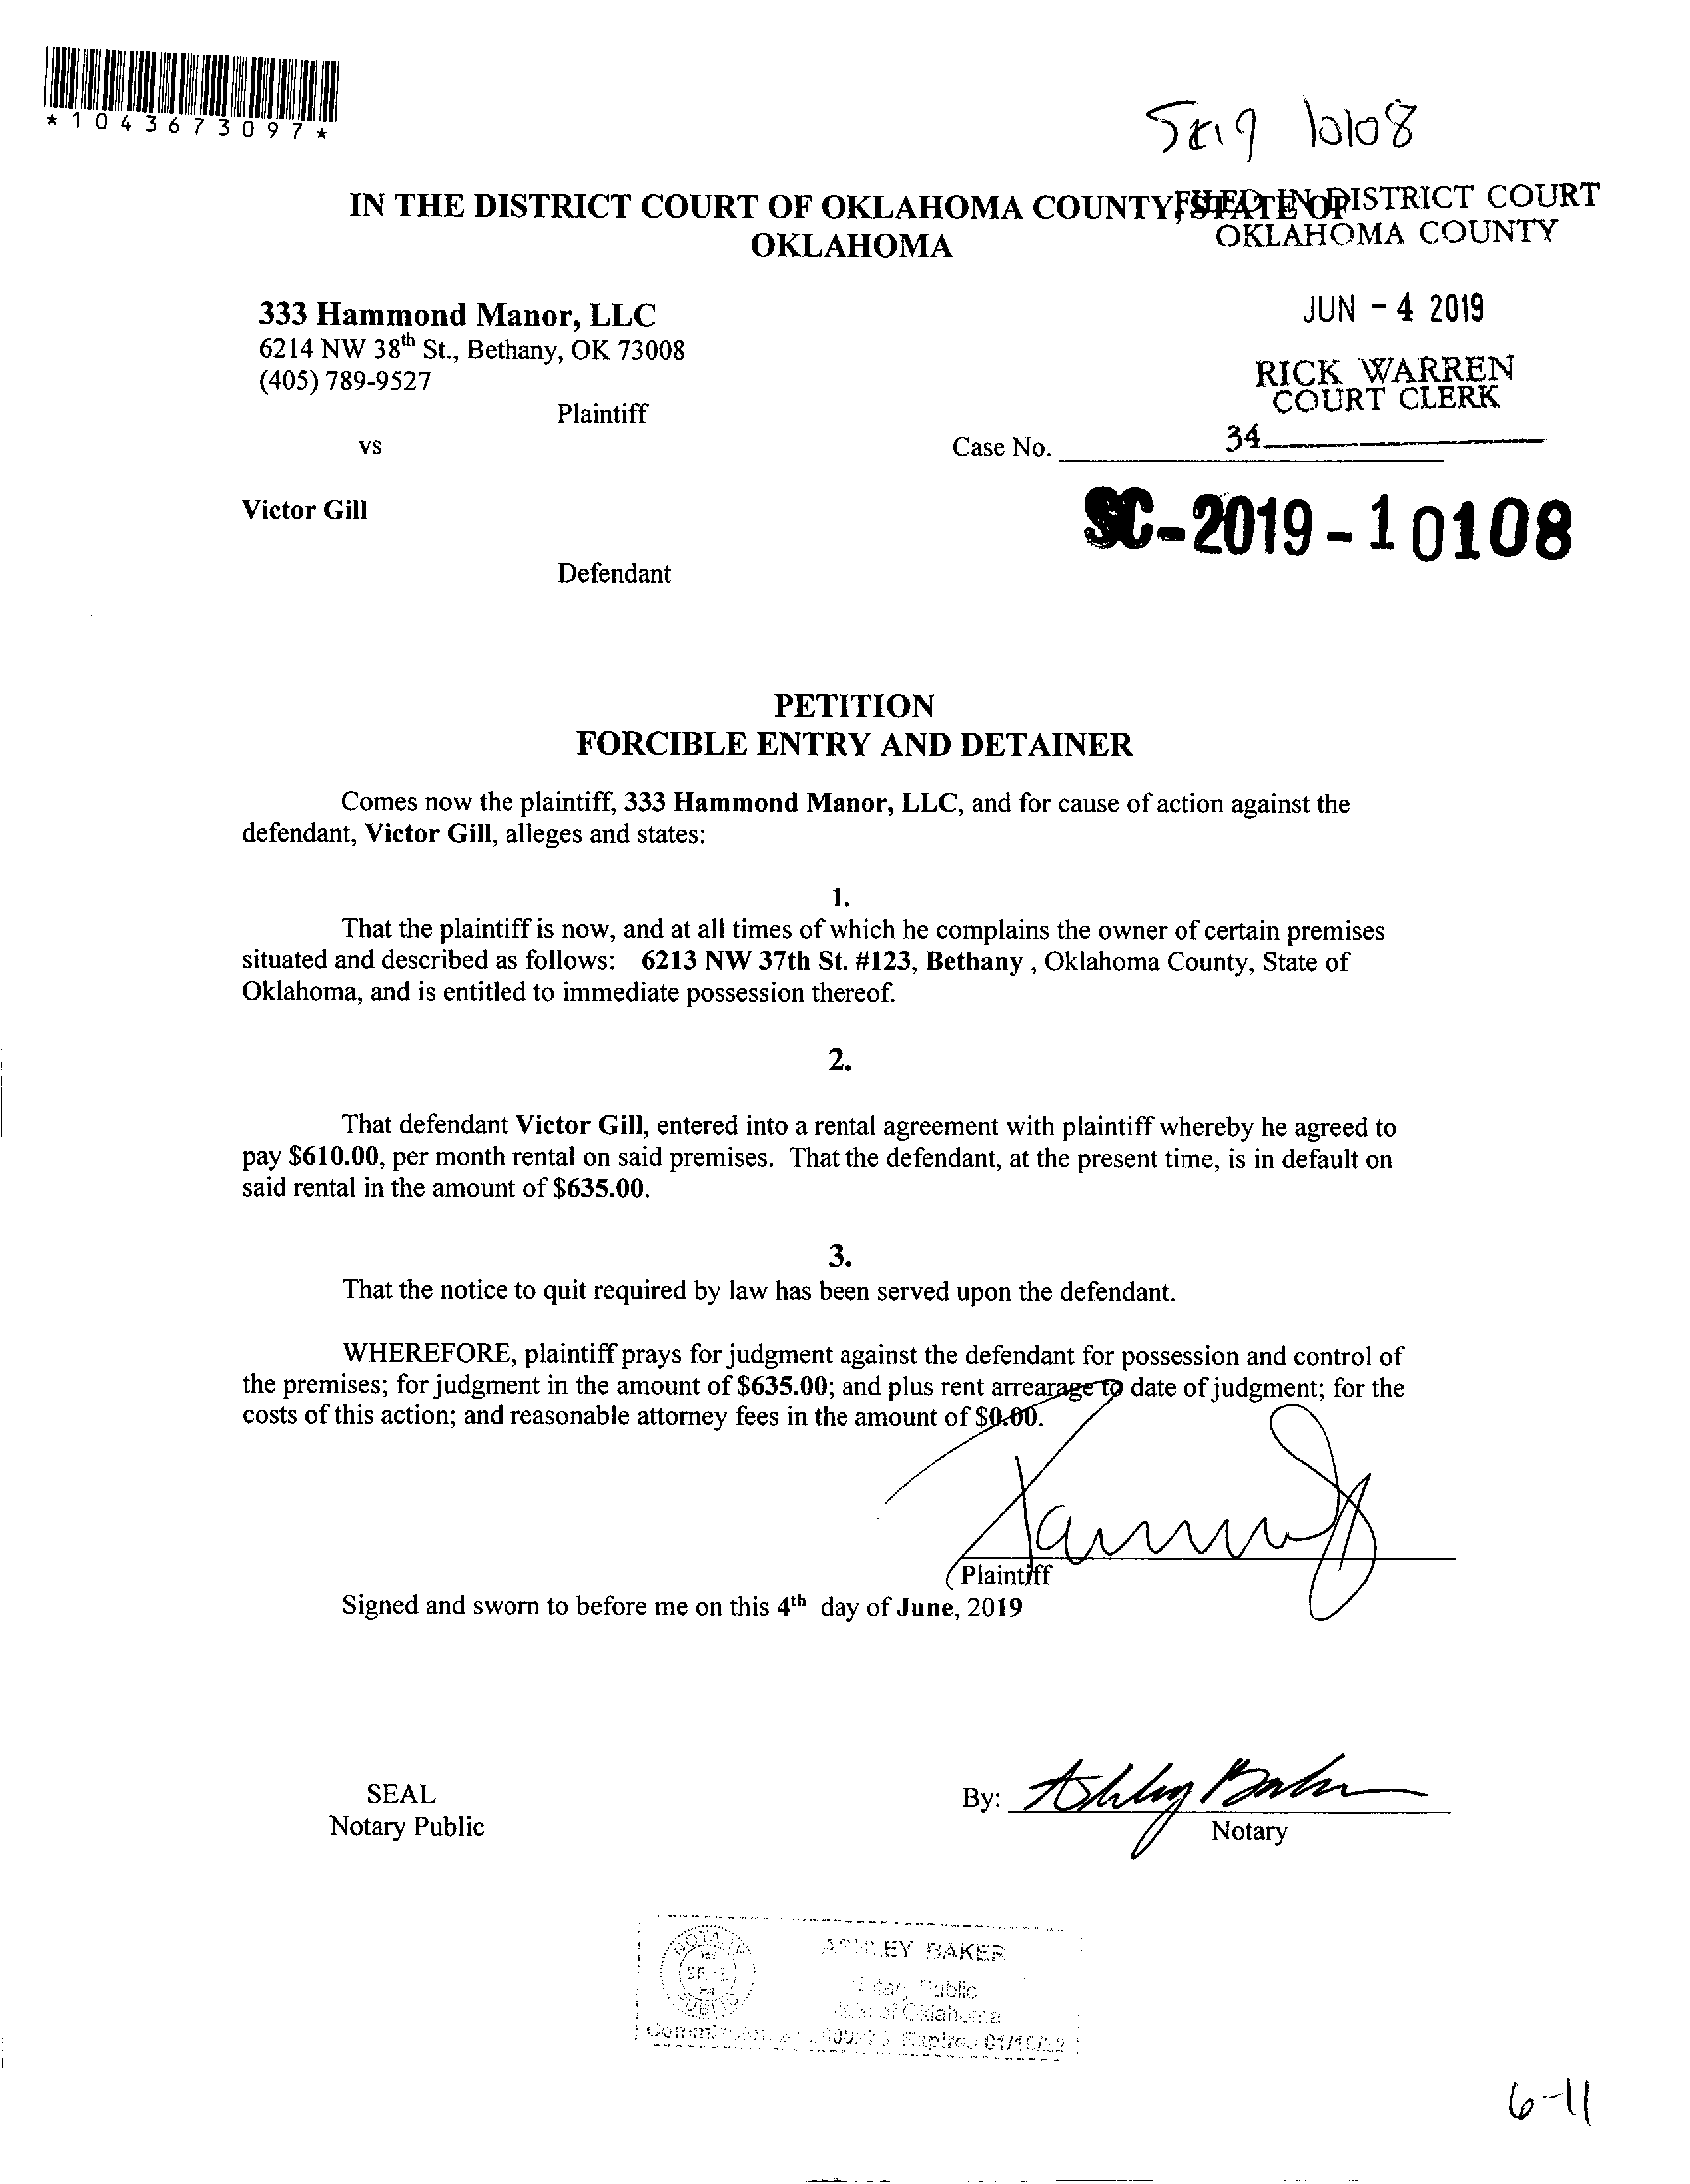 *1043673097*
10108
IN THE DISTRICT COURT OF OKLAHOMA COUNTY, STATE OF
OKLAHOMA
FILED IN DISTRICT COURT
OKLAHOMA COUNTY
JUN - 4 2019
RICK WARREN
COURT CLERK
34
333 Hammond Manor, LLC
6214 NW 38th St., Bethany, OK 73008
(405) 789-9527
Plaintiff
vs
Case No.
SC-2019-10108
Victor Gill
Defendant
PETITION
FORCIBLE ENTRY AND DETAINER
Comes now the plaintiff, 333 Hammond Manor, LLC, and for cause of action against the
defendant, Victor Gill, alleges and states:
1.
That the plaintiff is now, and at all times of which he complains the owner of certain premises
situated and described as follows: 6213 NW 37th St. #123, Bethany , Oklahoma County, State of
Oklahoma, and is entitled to immediate possession thereof.
2.
That defendant Victor Gill, entered into a rental agreement with plaintiff whereby he agreed to
pay $610.00, per month rental on said premises. That the defendant, at the present time, is in default on
said rental in the amount of $635.00.
3.
That the notice to quit required by law has been served upon the defendant.
WHEREFORE, plaintiff prays for judgment against the defendant for possession and control of
the premises; for judgment in the amount of $635.00; and plus rent arrearage to date of judgment; for the
costs of this action; and reasonable attorney fees in the amount of $0.00.
Plaintiff
Signed and sworn to before me on this 4th day of June, 2019
SEAL
Notary Public
By: Ashley Baker
Notary
ASHLEY BAKER
Notary Public
State of Oklahoma
6-11